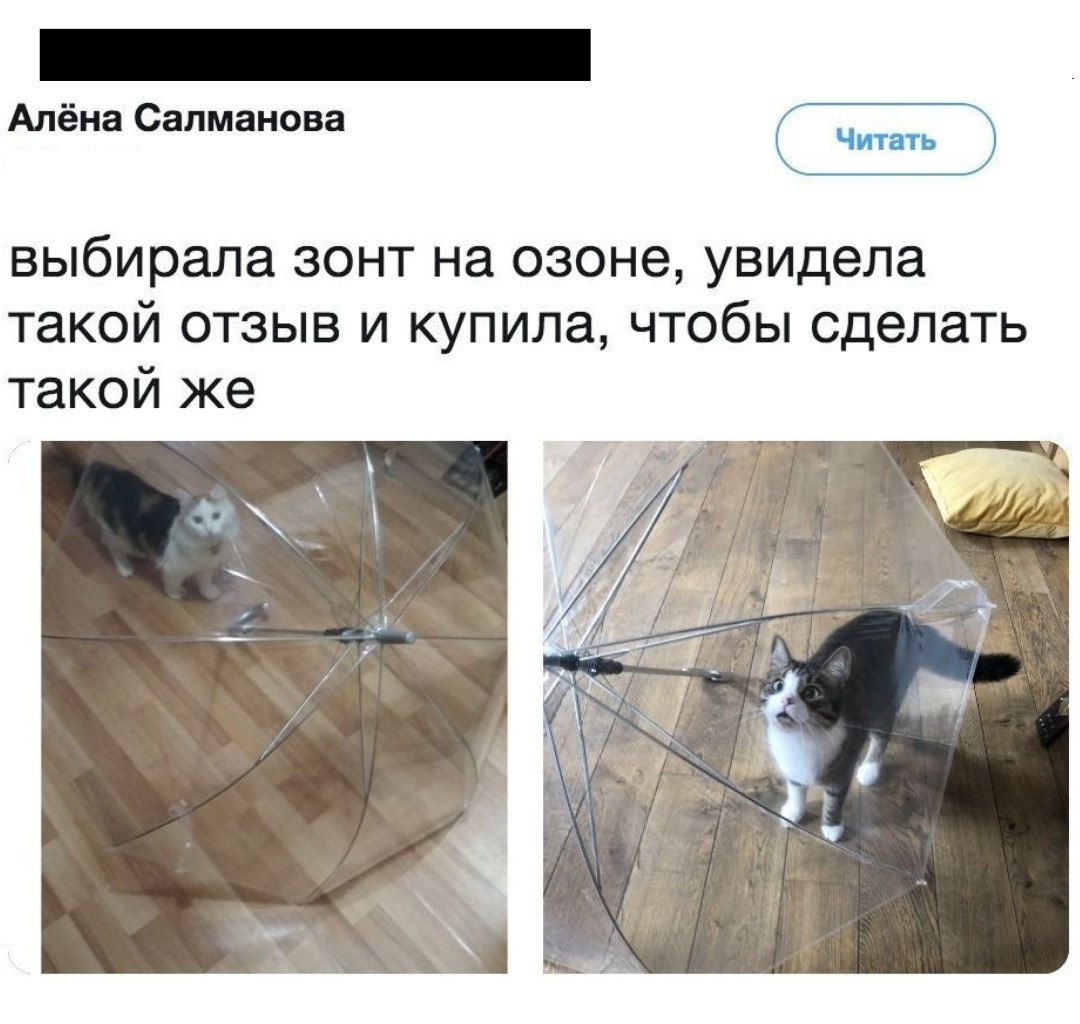 Алёна Салманова
Читать
выбирала зонт на озоне, увидела
такой отзыв и купила, чтобы сделать
такой же